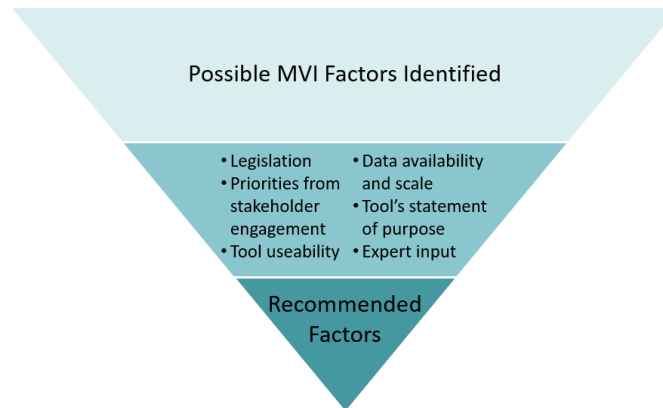 Possible MVI Factors Identified
• Legislation
• Priorities from
stakeholder
engagement
• Tool useability
• Data availability
and scale
• Tool's statement
of purpose
• Expert input
Recommended
Factors